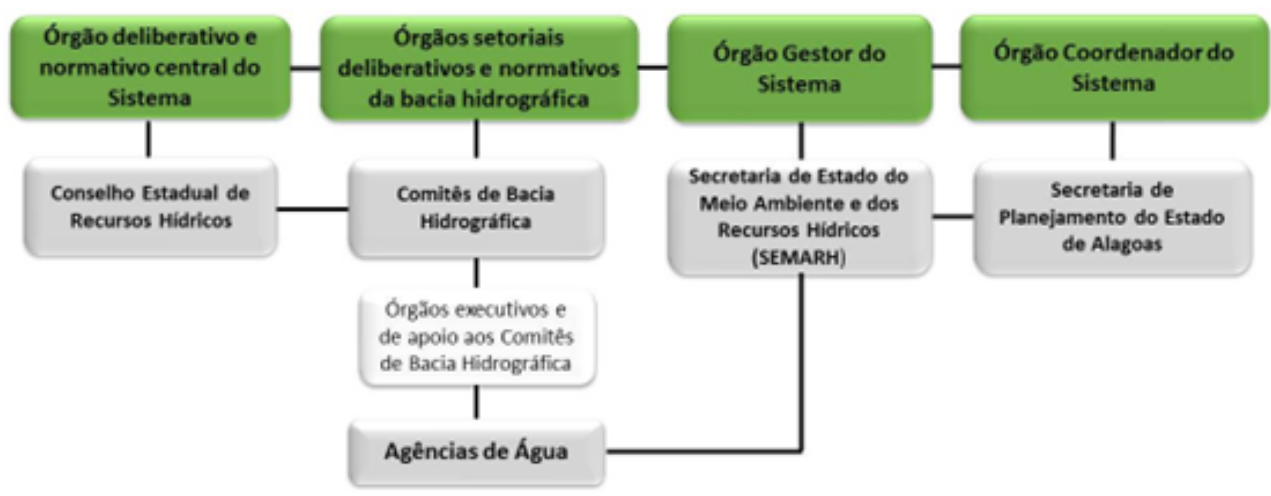 Órgão deliberativo e
normativo central do
Sistema
Órgãos setoriais
deliberativos e normativos
da bacia hidrográfica
Órgão Gestor do
Sistema
Órgão Coordenador do
Sistema
Conselho Estadual de
Recursos Hídricos
Comitês de Bacia
Hidrográfica
Secretaria de Estado do
Meio Ambiente e dos
Recursos Hídricos
(SEMARH)
Secretaria de
Planejamento do Estado
de Alagoas
Órgãos executivos e
de apoio aos Comitês
de Bacia Hidrográfica
Agências de Água